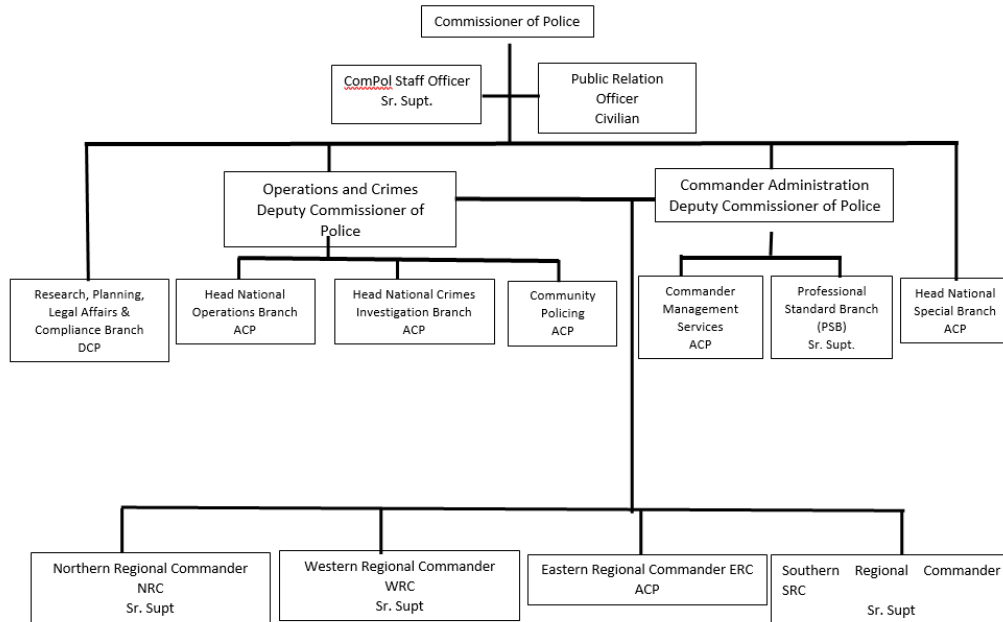 Commissioner of Police
ComPol Staff Officer
Sr. Supt.
Public Relation
Officer
Civilian
Operations and Crimes
Deputy Commissioner of
Police
Commander Administration
Deputy Commissioner of Police
Research, Planning,
Legal Affairs &
Compliance Branch
DCP
Head National
Operations Branch
ACP
Head National Crimes
Investigation Branch
ACP
Community
Policing
ACP
Commander
Management
Services
ACP
Professional
Standard Branch
(PSB)
Sr. Supt.
Head National
Special Branch
ACP
Northern Regional Commander
NRC
Sr. Supt
Western Regional Commander
WRC
Sr. Supt
Eastern Regional Commander ERC
ACP
Southern Regional Commander
SRC
Sr. Supt